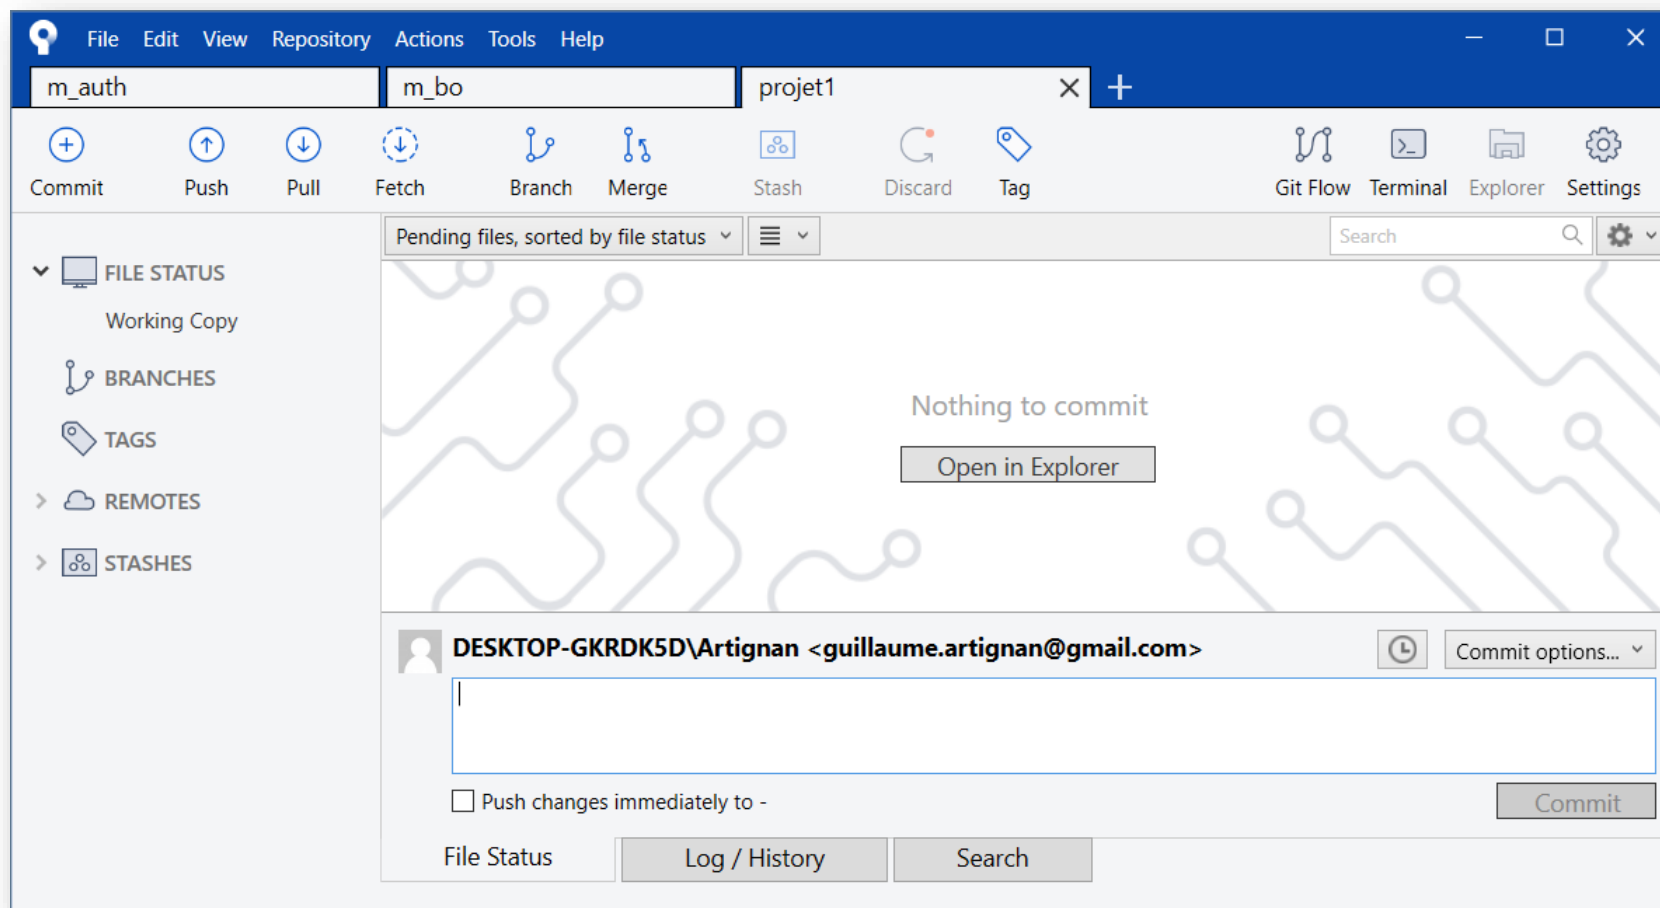 File Edit View Repository Actions Tools Help
m_auth m_bo projet1
Commit Push Pull Fetch Branch Merge Stash Discard Tag Git Flow Terminal Explorer Settings
Pending files, sorted by file status Search
FILE STATUS
Working Copy
BRANCHES
TAGS
REMOTES
STASHES
Nothing to commit
Open in Explorer
DESKTOP-GKRDK5D\Artignan <guillaume.artignan@gmail.com> Commit options...
Push changes immediately to - Commit
File Status Log / History Search